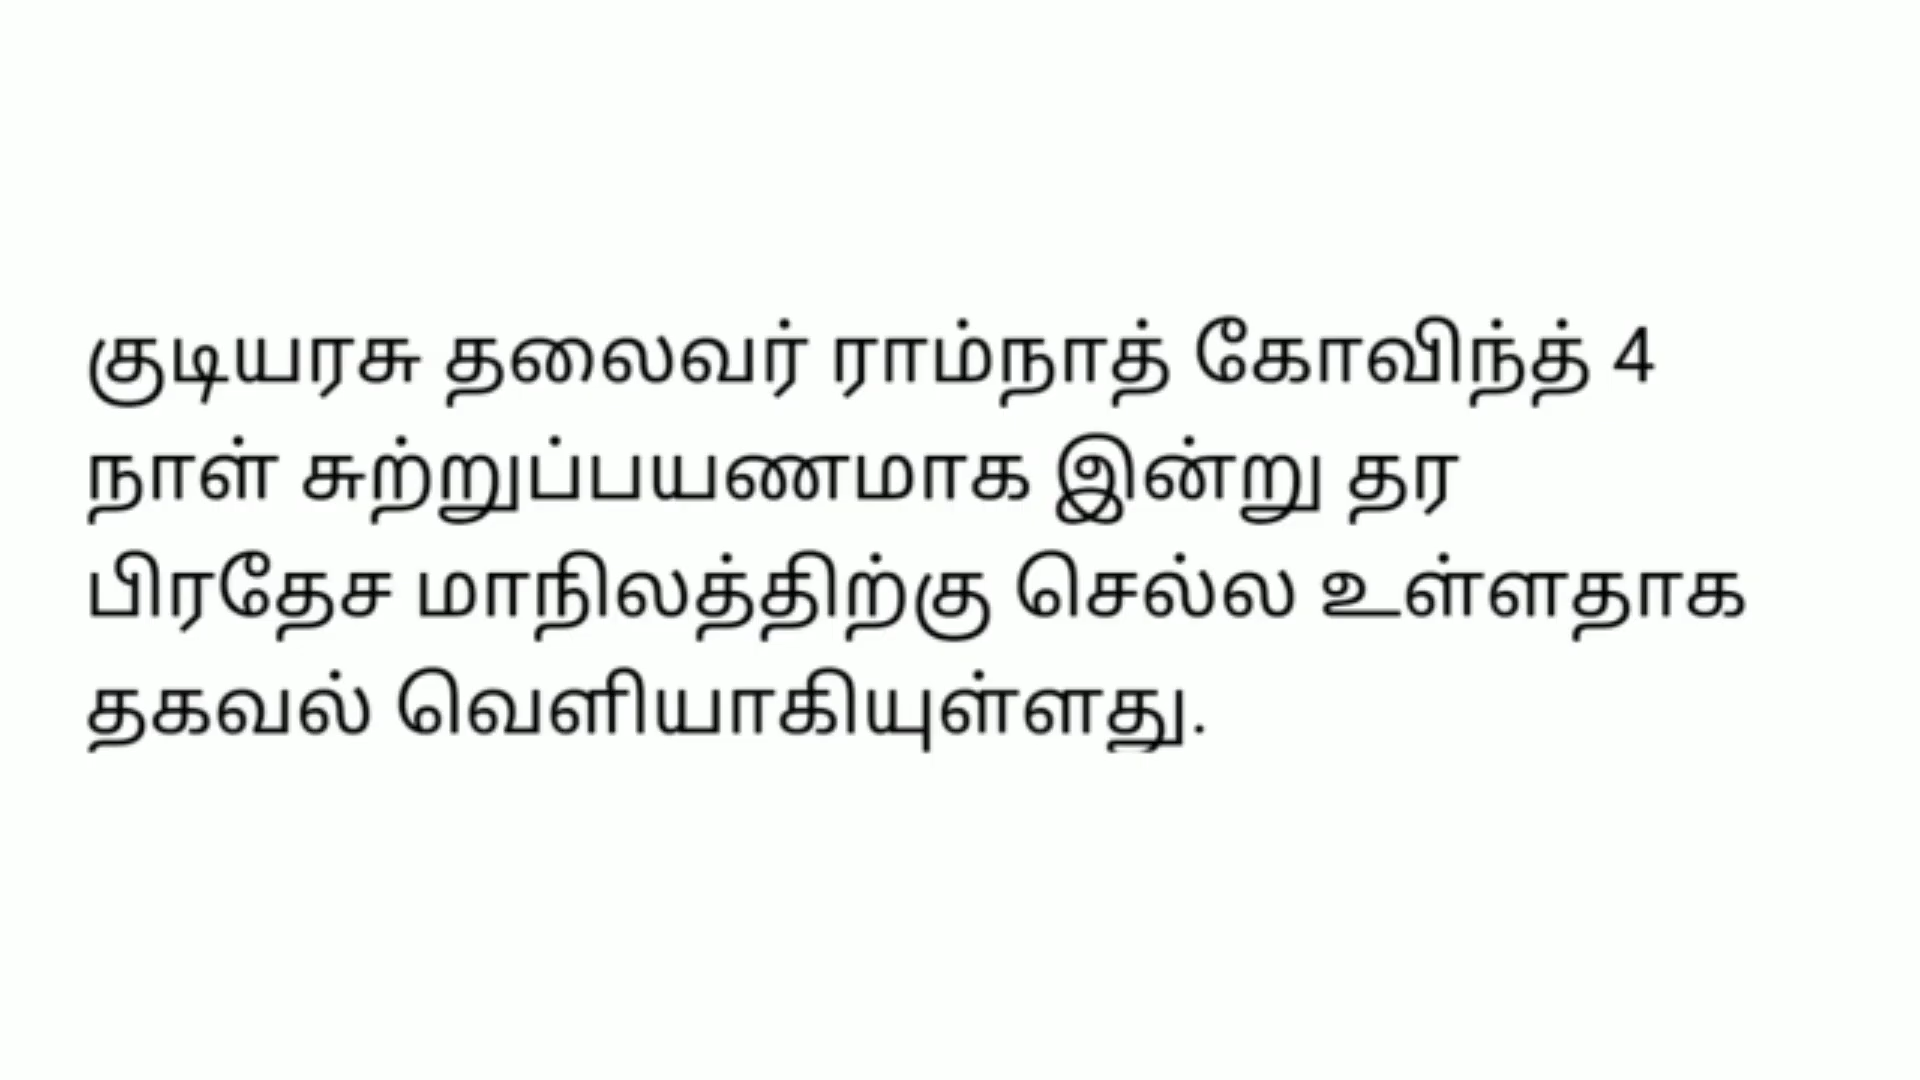 குடியரசு தலைவர் ராம்நாத் கோவிந்த் 4
நாள் சுற்றுப்பயணமாக இன்று தர
பிரதேச மாநிலத்திற்கு செல்ல உள்ளதாக
தகவல் வெளியாகியுள்ளது.